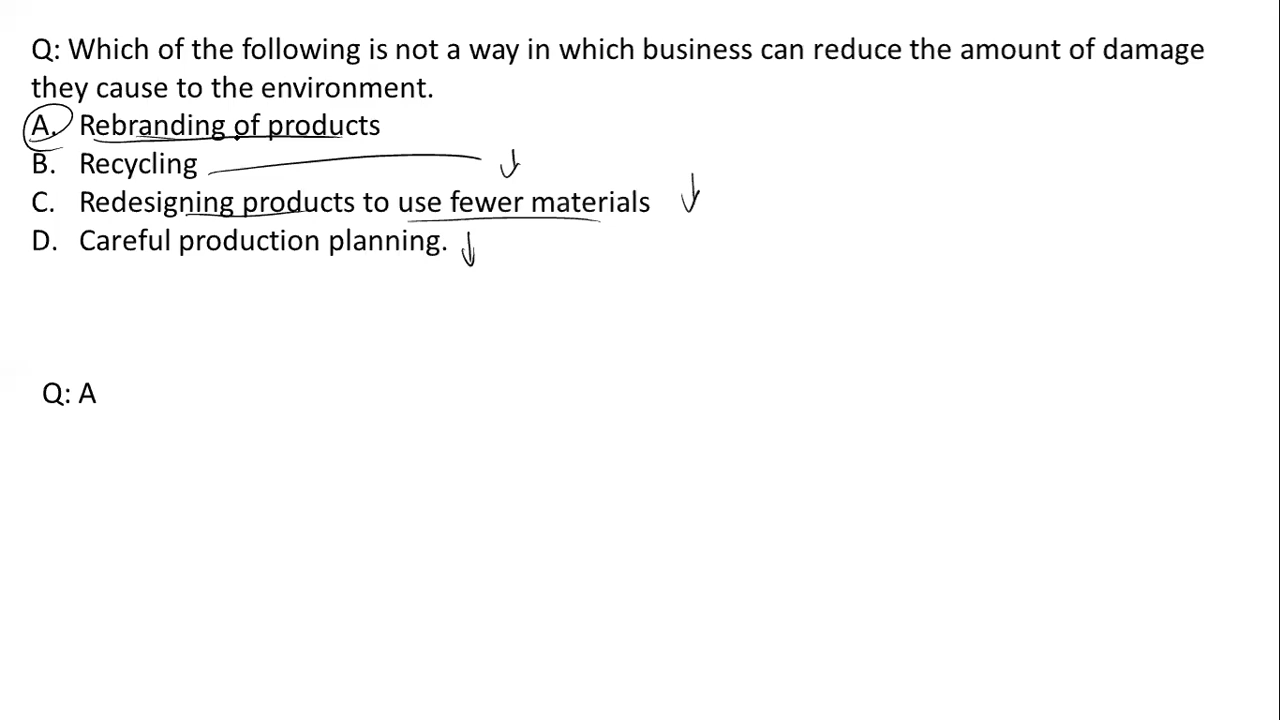 Q: Which of the following is not a way in which business can reduce the amount of damage
they cause to the environment.
A. Rebranding of products
B. Recycling
C. Redesigning products to use fewer materials
D. Careful production planning.
Q: A